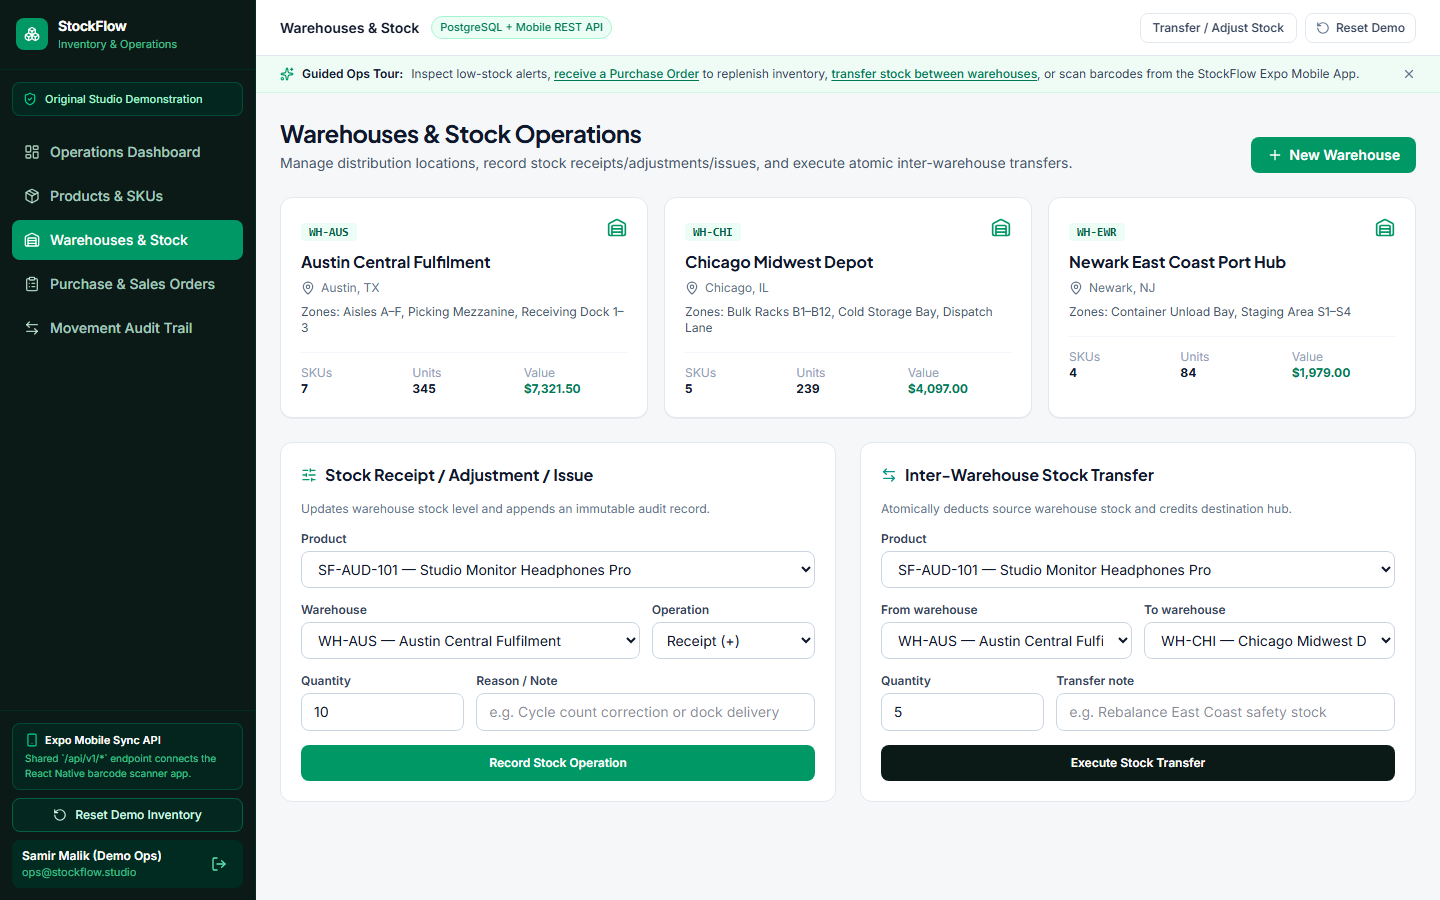 StockFlow
Inventory & Operations
Original Studio Demonstration
Operations Dashboard
Products & SKUs
Warehouses & Stock
Purchase & Sales Orders
Movement Audit Trail
Expo Mobile Sync API
Shared `/api/v1/*` endpoint connects the
React Native barcode scanner app.
Reset Demo Inventory
Samir Malik (Demo Ops)
ops@stockflow.studio
Warehouses & Stock
PostgreSQL + Mobile REST API
Transfer / Adjust Stock
Reset Demo
Guided Ops Tour: Inspect low-stock alerts, receive a Purchase Order to replenish inventory, transfer stock between warehouses, or scan barcodes from the StockFlow Expo Mobile App.
Warehouses & Stock Operations
Manage distribution locations, record stock receipts/adjustments/issues, and execute atomic inter-warehouse transfers.
New Warehouse
WH-AUS
Austin Central Fulfilment
Austin, TX
Zones: Aisles A–F, Picking Mezzanine, Receiving Dock 1–
3
SKUs Units Value
7 345 $7,321.50
WH-CHI
Chicago Midwest Depot
Chicago, IL
Zones: Bulk Racks B1–B12, Cold Storage Bay, Dispatch
Lane
SKUs Units Value
5 239 $4,097.00
WH-EWR
Newark East Coast Port Hub
Newark, NJ
Zones: Container Unload Bay, Staging Area S1–S4
SKUs Units Value
4 84 $1,979.00
Stock Receipt / Adjustment / Issue
Updates warehouse stock level and appends an immutable audit record.
Product
SF-AUD-101 — Studio Monitor Headphones Pro
Warehouse Operation
WH-AUS — Austin Central Fulfilment Receipt (+)
Quantity Reason / Note
10 e.g. Cycle count correction or dock delivery
Record Stock Operation
Inter-Warehouse Stock Transfer
Atomically deducts source warehouse stock and credits destination hub.
Product
SF-AUD-101 — Studio Monitor Headphones Pro
From warehouse To warehouse
WH-AUS — Austin Central Fulfi WH-CHI — Chicago Midwest D
Quantity Transfer note
5 e.g. Rebalance East Coast safety stock
Execute Stock Transfer